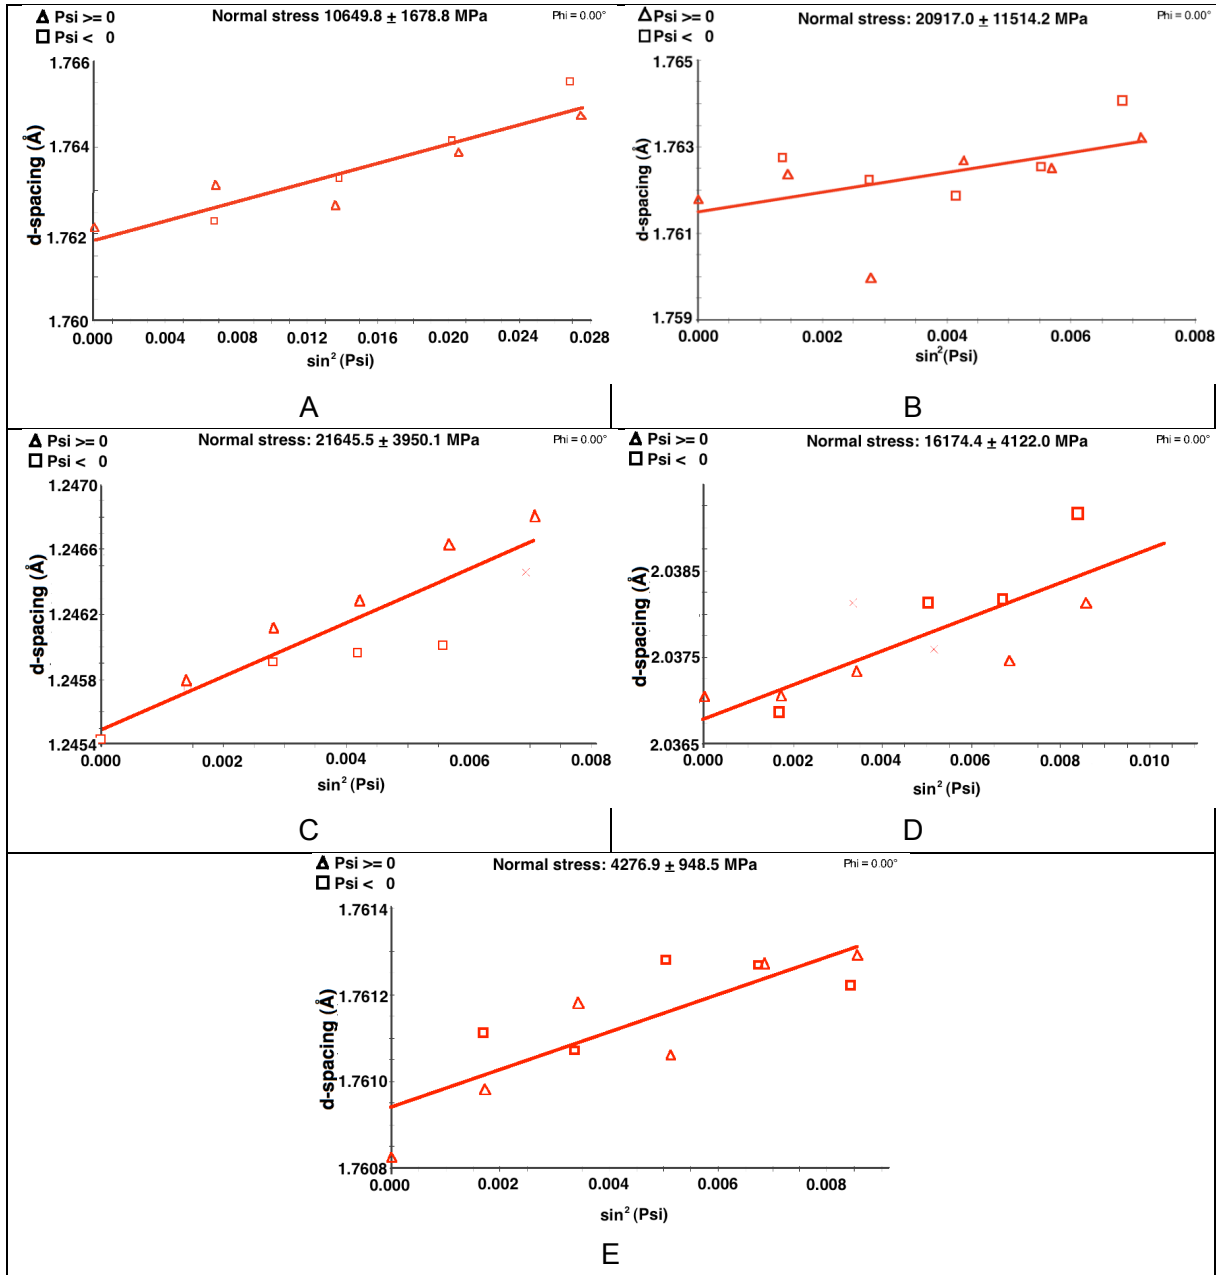 Psi >= 0
Psi < 0
Normal stress 10649.8 ± 1678.8 MPa
Phi = 0.00°
1.766
1.764
1.762
1.760
d-spacing (Å)
0.000 0.004 0.008 0.012 0.016 0.020 0.024 0.028
sin² (Psi)
A
Psi >= 0
Psi < 0
Normal stress: 20917.0 ± 11514.2 MPa
Phi = 0.00°
1.765
1.763
1.761
1.759
d-spacing (Å)
0.000 0.002 0.004 0.006 0.008
sin² (Psi)
B
Psi >= 0
Psi < 0
Normal stress: 21645.5 ± 3950.1 MPa
Phi = 0.00°
1.2470
1.2466
1.2462
1.2458
1.2454
d-spacing (Å)
0.000 0.002 0.004 0.006 0.008
sin² (Psi)
C
Psi >= 0
Psi < 0
Normal stress: 16174.4 ± 4122.0 MPa
Phi = 0.00°
2.0385
2.0375
2.0365
d-spacing (Å)
0.000 0.002 0.004 0.006 0.008 0.010
sin² (Psi)
D
Psi >= 0
Psi < 0
Normal stress: 4276.9 ± 948.5 MPa
Phi = 0.00°
1.7614
1.7612
1.7610
1.7608
d-spacing (Å)
0.000 0.002 0.004 0.006 0.008
sin² (Psi)
E